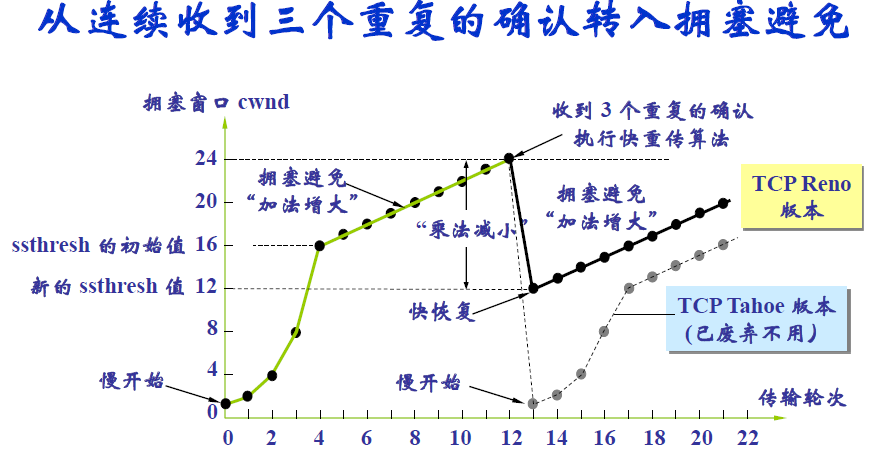 从连续收到三个重复的确认转入拥塞避免
拥塞窗口 cwnd
收到 3 个重复的确认
执行快重传算法
24
20
16
12
8
4
0
拥塞避免
“加法增大”
“乘法减小”
拥塞避免
“加法增大”
TCP Reno
版本
ssthresh 的初始值
新的 ssthresh 值
快恢复
TCP Tahoe 版本
(已废弃不用)
慢开始
慢开始
传输轮次
0 2 4 6 8 10 12 14 16 18 20 22